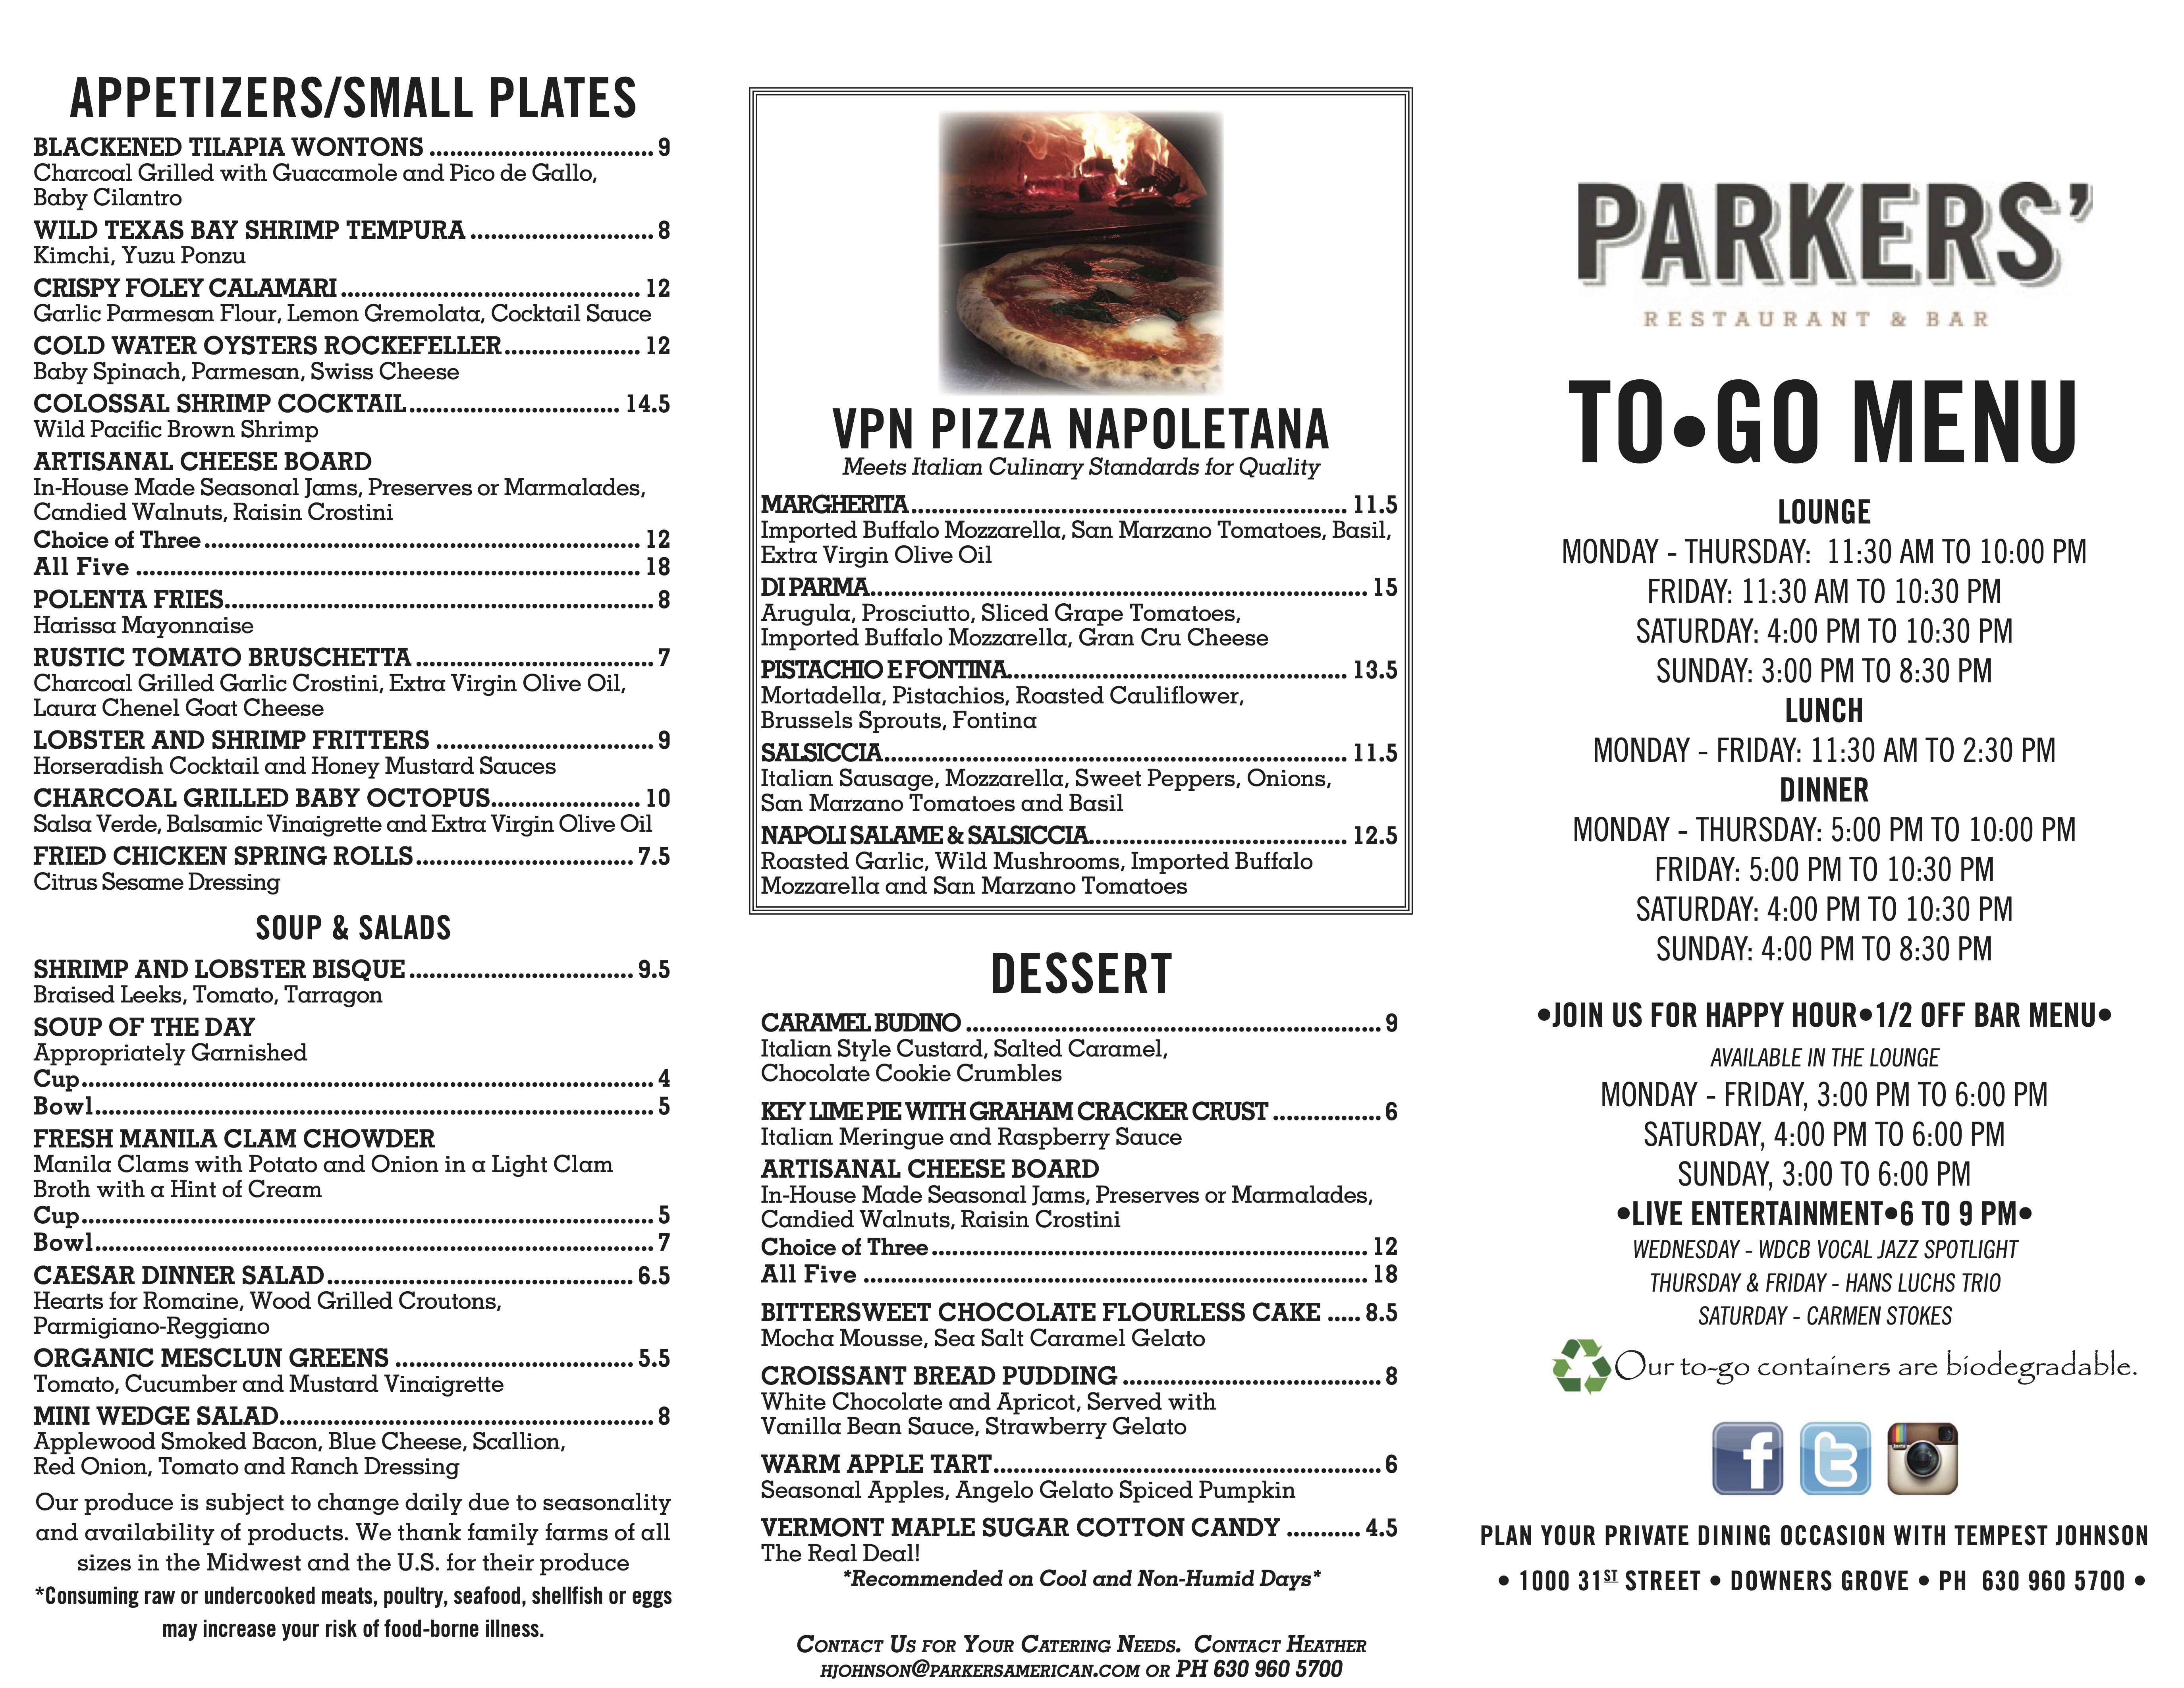 APPETIZERS/SMALL PLATES
BLACKENED TILAPIA WONTONS ................................. 9
Charcoal Grilled with Guacamole and Pico de Gallo,
Baby Cilantro
WILD TEXAS BAY SHRIMP TEMPURA ........................... 8
Kimchi, Yuzu Ponzu
CRISPY FOLEY CALAMARI ............................................ 12
Garlic Parmesan Flour, Lemon Gremolata, Cocktail Sauce
COLD WATER OYSTERS ROCKEFELLER .................... 12
Baby Spinach, Parmesan, Swiss Cheese
COLOSSAL SHRIMP COCKTAIL ............................... 14.5
Wild Pacific Brown Shrimp
ARTISANAL CHEESE BOARD
In-House Made Seasonal Jams, Preserves or Marmalades,
Candied Walnuts, Raisin Crostini
Choice of Three ................................................................ 12
All Five .......................................................................... 18
POLENTA FRIES ............................................................... 8
Harissa Mayonnaise
RUSTIC TOMATO BRUSCHETTA ................................... 7
Charcoal Grilled Garlic Crostini, Extra Virgin Olive Oil,
Laura Chenel Goat Cheese
LOBSTER AND SHRIMP FRITTERS ................................ 9
Horseradish Cocktail and Honey Mustard Sauces
CHARCOAL GRILLED BABY OCTOPUS ...................... 10
Salsa Verde, Balsamic Vinaigrette and Extra Virgin Olive Oil
FRIED CHICKEN SPRING ROLLS ................................ 7.5
Citrus Sesame Dressing
SOUP & SALADS
SHRIMP AND LOBSTER BISQUE ................................. 9.5
Braised Leeks, Tomato, Tarragon
SOUP OF THE DAY
Appropriately Garnished
Cup .................................................................................... 4
Bowl .................................................................................. 5
FRESH MANILA CLAM CHOWDER
Manila Clams with Potato and Onion in a Light Clam
Broth with a Hint of Cream
Cup .................................................................................... 5
Bowl .................................................................................. 7
CAESAR DINNER SALAD ............................................. 6.5
Hearts for Romaine, Wood Grilled Croutons,
Parmigiano-Reggiano
ORGANIC MESCLUN GREENS ................................... 5.5
Tomato, Cucumber and Mustard Vinaigrette
MINI WEDGE SALAD ....................................................... 8
Applewood Smoked Bacon, Blue Cheese, Scallion,
Red Onion, Tomato and Ranch Dressing
Our produce is subject to change daily due to seasonality
and availability of products. We thank family farms of all
sizes in the Midwest and the U.S. for their produce
*Consuming raw or undercooked meats, poultry, seafood, shellfish or eggs
may increase your risk of food-borne illness.
VPN PIZZA NAPOLETANA
Meets Italian Culinary Standards for Quality
MARGHERITA ................................................................ 11.5
Imported Buffalo Mozzarella, San Marzano Tomatoes, Basil,
Extra Virgin Olive Oil
DI PARMA ......................................................................... 15
Arugula, Prosciutto, Sliced Grape Tomatoes,
Imported Buffalo Mozzarella, Gran Cru Cheese
PISTACHIO E FONTINA .................................................. 13.5
Mortadella, Pistachios, Roasted Cauliflower,
Brussels Sprouts, Fontina
SALSICCIA .................................................................... 11.5
Italian Sausage, Mozzarella, Sweet Peppers, Onions,
San Marzano Tomatoes and Basil
NAPOLI SALAME & SALSICCIA ...................................... 12.5
Roasted Garlic, Wild Mushrooms, Imported Buffalo
Mozzarella and San Marzano Tomatoes
DESSERT
CARAMEL BUDINO ............................................................. 9
Italian Style Custard, Salted Caramel,
Chocolate Cookie Crumbles
KEY LIME PIE WITH GRAHAM CRACKER CRUST ................ 6
Italian Meringue and Raspberry Sauce
ARTISANAL CHEESE BOARD
In-House Made Seasonal Jams, Preserves or Marmalades,
Candied Walnuts, Raisin Crostini
Choice of Three ................................................................ 12
All Five .......................................................................... 18
BITTERSWEET CHOCOLATE FLOURLESS CAKE ..... 8.5
Mocha Mousse, Sea Salt Caramel Gelato
CROISSANT BREAD PUDDING ...................................... 8
White Chocolate and Apricot, Served with
Vanilla Bean Sauce, Strawberry Gelato
WARM APPLE TART ......................................................... 6
Seasonal Apples, Angelo Gelato Spiced Pumpkin
VERMONT MAPLE SUGAR COTTON CANDY ........... 4.5
The Real Deal!
*Recommended on Cool and Non-Humid Days*
CONTACT US FOR YOUR CATERING NEEDS. CONTACT HEATHER
HJOHNSON@PARKERSAMERICAN.COM OR PH 630 960 5700
PARKERS'
RESTAURANT & BAR
TO•GO MENU
LOUNGE
MONDAY - THURSDAY: 11:30 AM TO 10:00 PM
FRIDAY: 11:30 AM TO 10:30 PM
SATURDAY: 4:00 PM TO 10:30 PM
SUNDAY: 3:00 PM TO 8:30 PM
LUNCH
MONDAY - FRIDAY: 11:30 AM TO 2:30 PM
DINNER
MONDAY - THURSDAY: 5:00 PM TO 10:00 PM
FRIDAY: 5:00 PM TO 10:30 PM
SATURDAY: 4:00 PM TO 10:30 PM
SUNDAY: 4:00 PM TO 8:30 PM
•JOIN US FOR HAPPY HOUR•1/2 OFF BAR MENU•
AVAILABLE IN THE LOUNGE
MONDAY - FRIDAY, 3:00 PM TO 6:00 PM
SATURDAY, 4:00 PM TO 6:00 PM
SUNDAY, 3:00 TO 6:00 PM
•LIVE ENTERTAINMENT•6 TO 9 PM•
WEDNESDAY - WDCB VOCAL JAZZ SPOTLIGHT
THURSDAY & FRIDAY - HANS LUCHS TRIO
SATURDAY - CARMEN STOKES
Our to-go containers are biodegradable.
PLAN YOUR PRIVATE DINING OCCASION WITH TEMPEST JOHNSON
• 1000 31ST STREET • DOWNERS GROVE • PH 630 960 5700 •